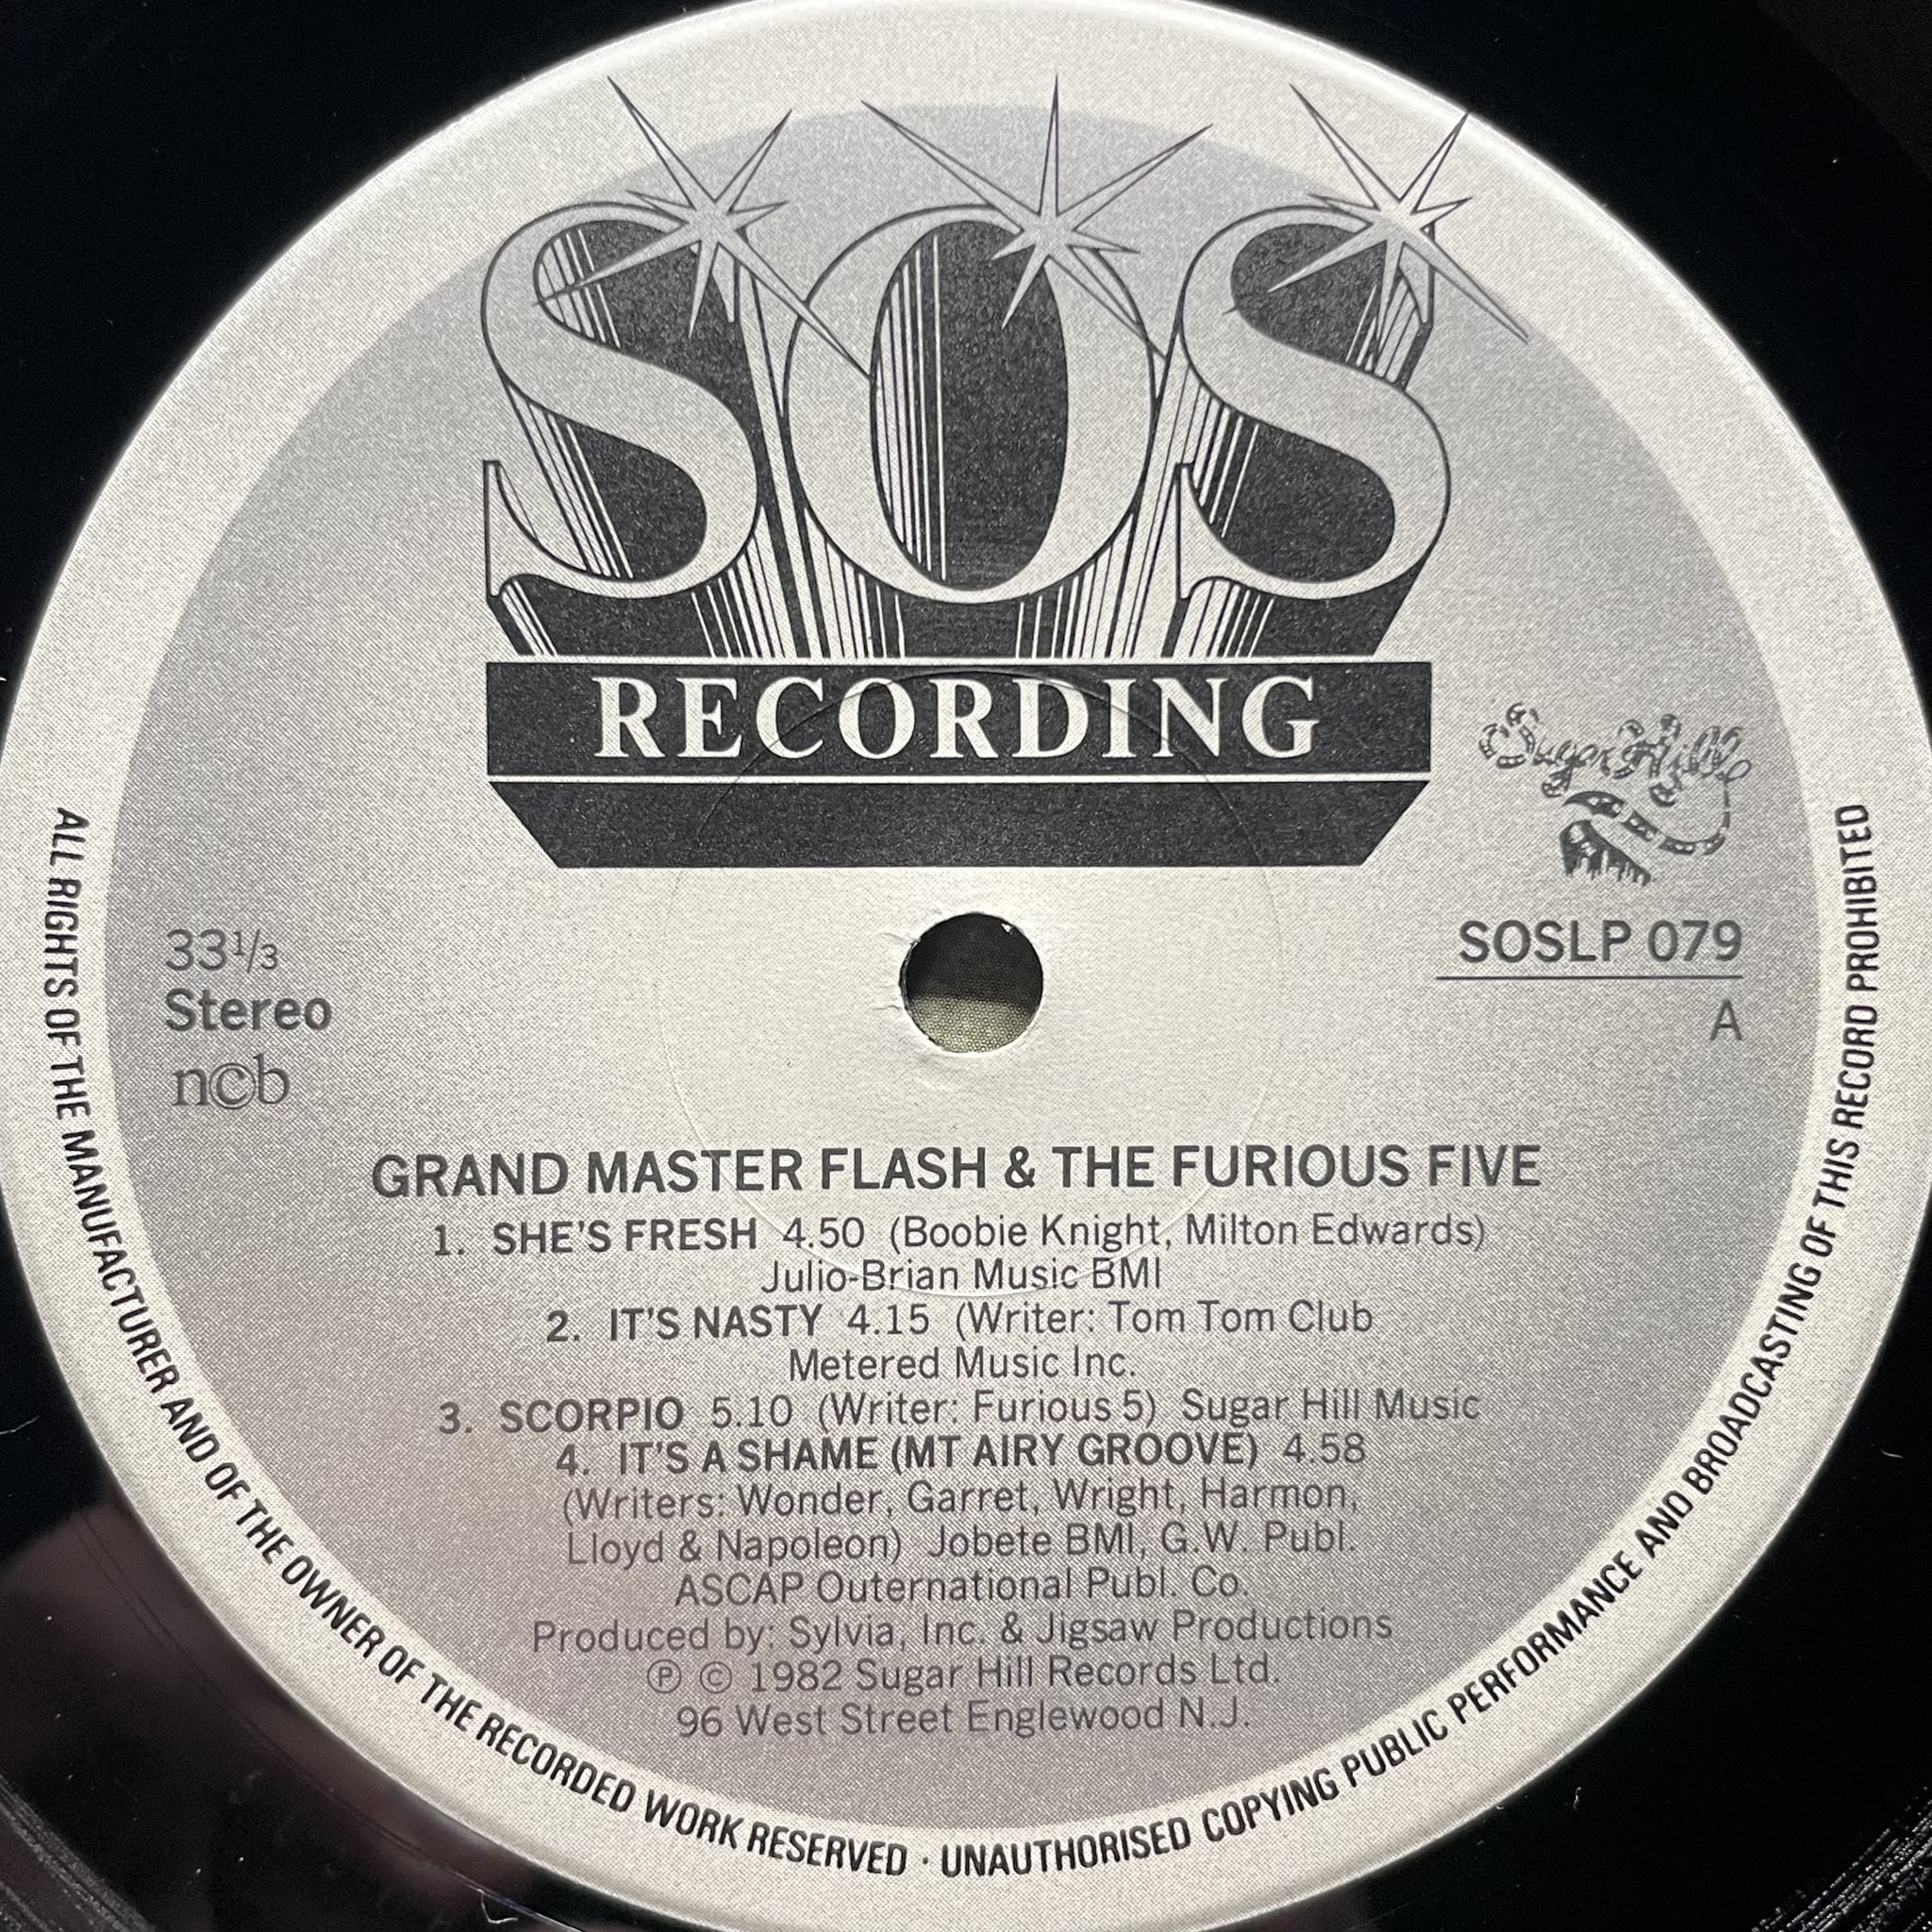 SOS
RECORDING
Sugar Hill
33 1/3
Stereo
n©b
SOSLP 079
A
GRAND MASTER FLASH & THE FURIOUS FIVE
1. SHE'S FRESH 4.50 (Boobie Knight, Milton Edwards)
Julio-Brian Music BMI
2. IT'S NASTY 4.15 (Writer: Tom Tom Club
Metered Music Inc.
3. SCORPIO 5.10 (Writer: Furious 5) Sugar Hill Music
4. IT'S A SHAME (MT AIRY GROOVE) 4.58
(Writers: Wonder, Garret, Wright, Harmon,
Lloyd & Napoleon) Jobete BMI, G.W. Publ.
ASCAP Outernational Publ. Co.
Produced by: Sylvia, Inc. & Jigsaw Productions
℗ © 1982 Sugar Hill Records Ltd.
96 West Street Englewood N.J.
ALL RIGHTS OF THE MANUFACTURER AND OF THE OWNER OF THE RECORDED WORK RESERVED · UNAUTHORISED COPYING PUBLIC PERFORMANCE AND BROADCASTING OF THIS RECORD PROHIBITED